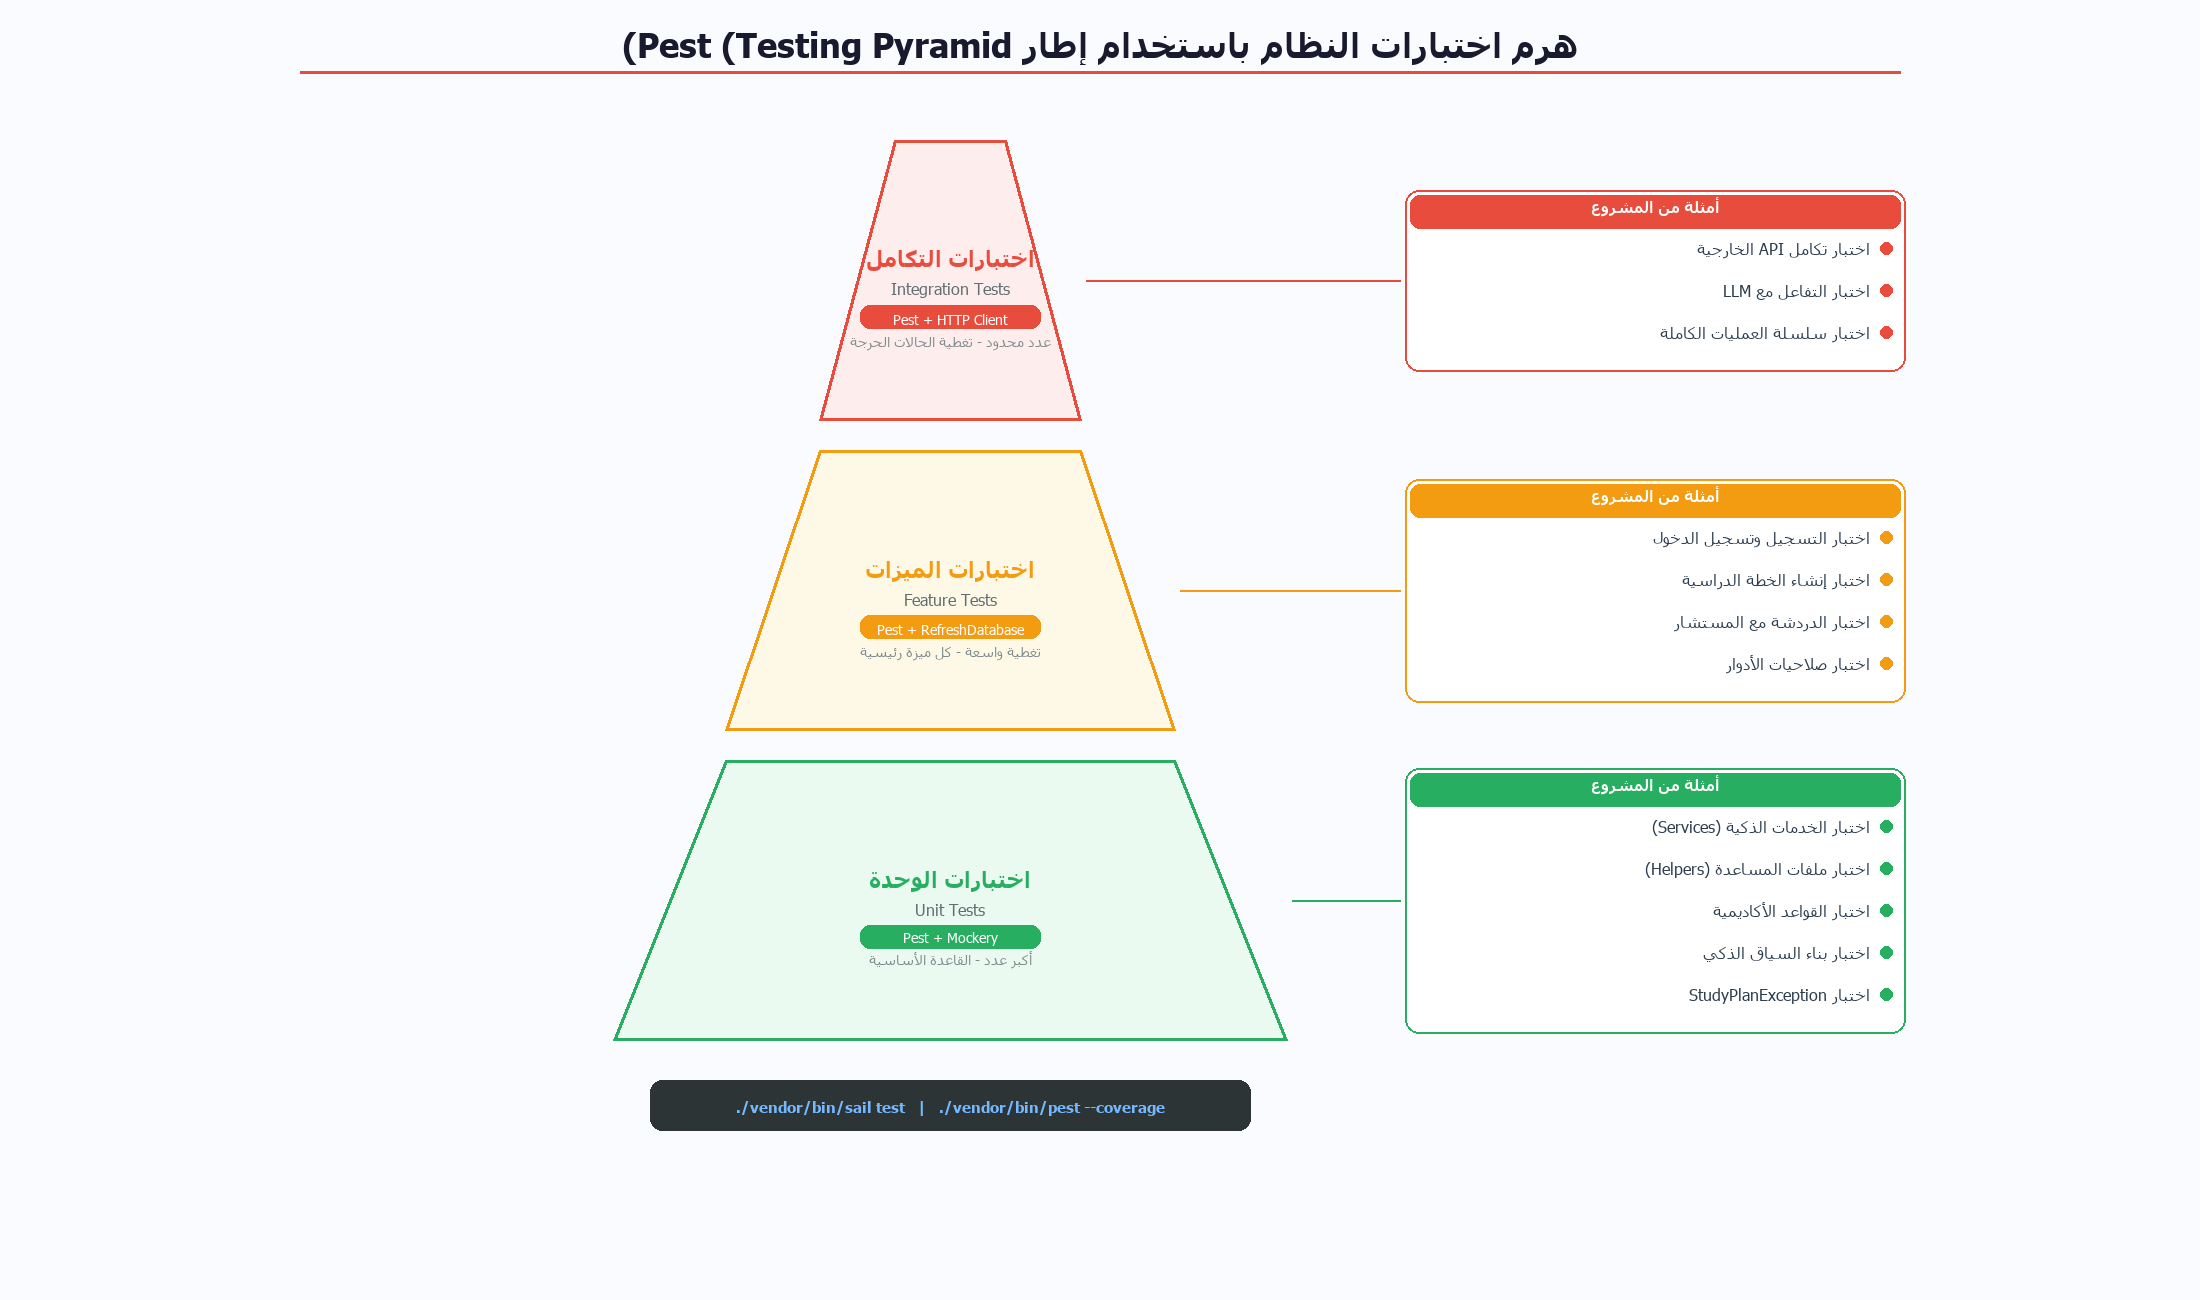 هرم اختبارات النظام باستخدام إطار Pest (Testing Pyramid)
اختبارات التكامل
Integration Tests
Pest + HTTP Client
عدد محدود - تغطية الحالات الحرجة
أمثلة من المشروع
اختبار تكامل API الخارجية
اختبار التفاعل مع LLM
اختبار سلسلة العمليات الكاملة
اختبارات الميزات
Feature Tests
Pest + RefreshDatabase
تغطية واسعة - كل ميزة رئيسية
أمثلة من المشروع
اختبار التسجيل وتسجيل الدخول
اختبار إنشاء الخطة الدراسية
اختبار الدردشة مع المستشار
اختبار صلاحيات الأدوار
اختبارات الوحدة
Unit Tests
Pest + Mockery
أكبر عدد - القاعدة الأساسية
أمثلة من المشروع
اختبار الخدمات الذكية (Services)
اختبار ملفات المساعدة (Helpers)
اختبار القواعد الأكاديمية
اختبار بناء السياق الذكي
اختبار StudyPlanException
./vendor/bin/sail test | ./vendor/bin/pest --coverage